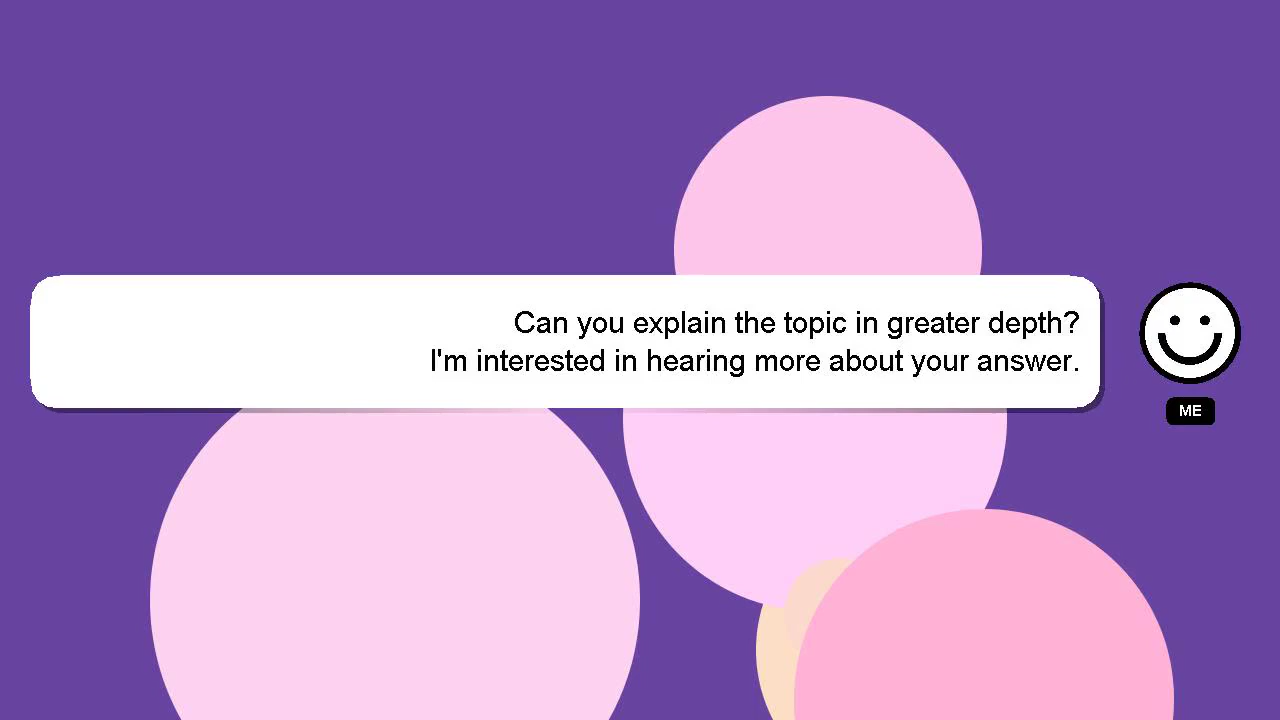 Can you explain the topic in greater depth?
I'm interested in hearing more about your answer.
ME